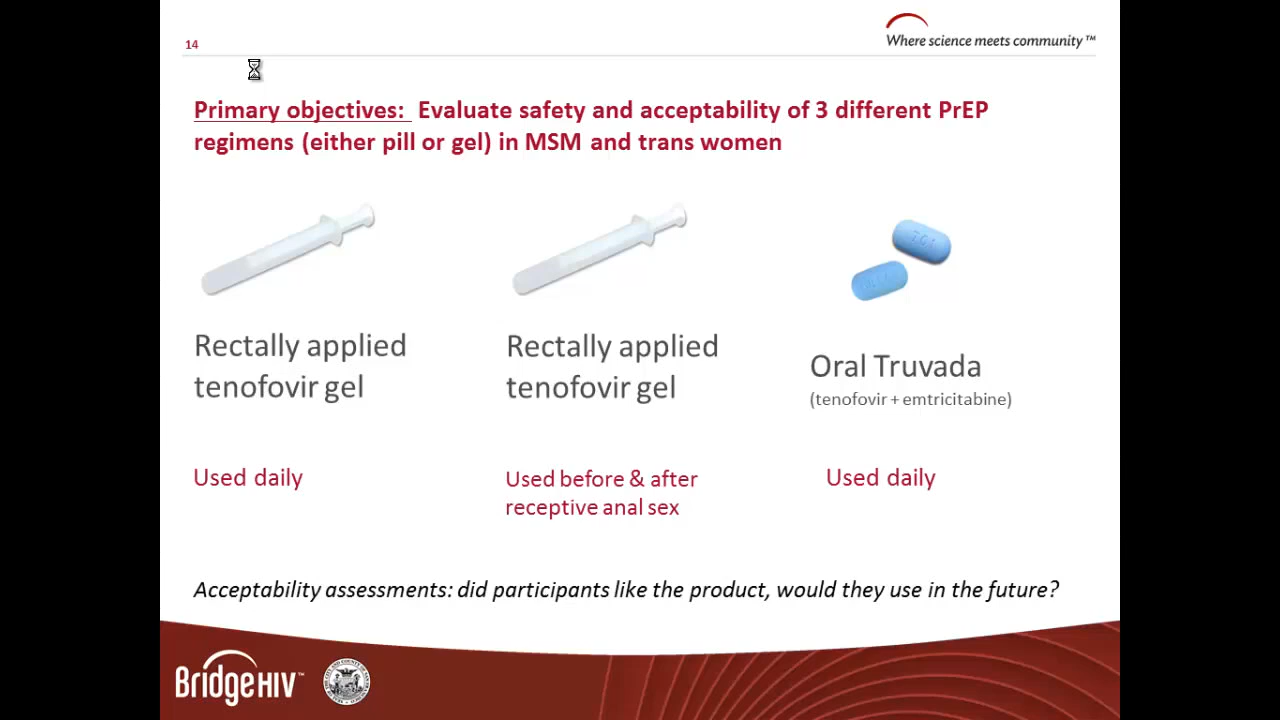 14
Where science meets community™
Primary objectives: Evaluate safety and acceptability of 3 different PrEP
regimens (either pill or gel) in MSM and trans women
Rectally applied
tenofovir gel
Used daily
Rectally applied
tenofovir gel
Used before & after
receptive anal sex
Oral Truvada
(tenofovir + emtricitabine)
Used daily
Acceptability assessments: did participants like the product, would they use in the future?
BridgeHIV™